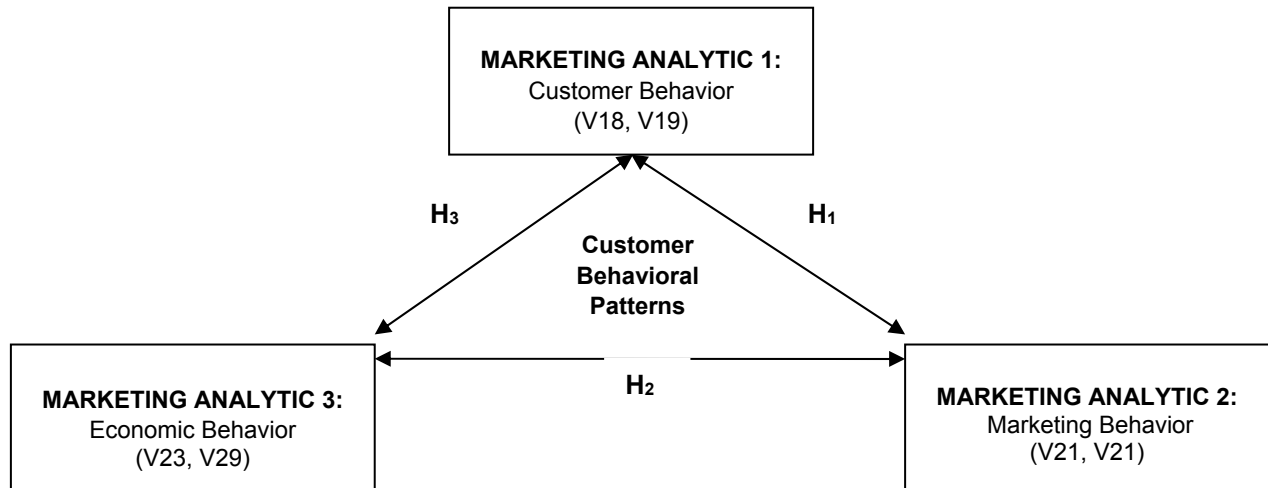 MARKETING ANALYTIC 1:
Customer Behavior
(V18, V19)
H₃
H₁
Customer
Behavioral
Patterns
H₂
MARKETING ANALYTIC 3:
Economic Behavior
(V23, V29)
MARKETING ANALYTIC 2:
Marketing Behavior
(V21, V21)